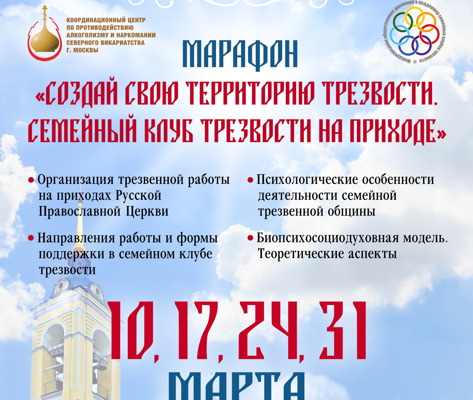 КООРДИНАЦИОННЫЙ ЦЕНТР
ПО ПРОТИВОДЕЙСТВИЮ
АЛКОГОЛИЗМУ И НАРКОМАНИИ
СЕВЕРНОГО ВИКАРИАТСТВА
Г. МОСКВЫ
МАРАФОН
«СОЗДАЙ СВОЮ ТЕРРИТОРИЮ ТРЕЗВОСТИ.
СЕМЕЙНЫЙ КЛУБ ТРЕЗВОСТИ НА ПРИХОДЕ»
• Организация трезвенной работы
на приходах Русской
Православной Церкви
• Направления работы и формы
поддержки в семейном клубе
трезвости
• Психологические особенности
деятельности семейной
трезвенной общины
• Биопсихосоциодуховная модель.
Теоретические аспекты
10, 17, 24, 31
МАРТА